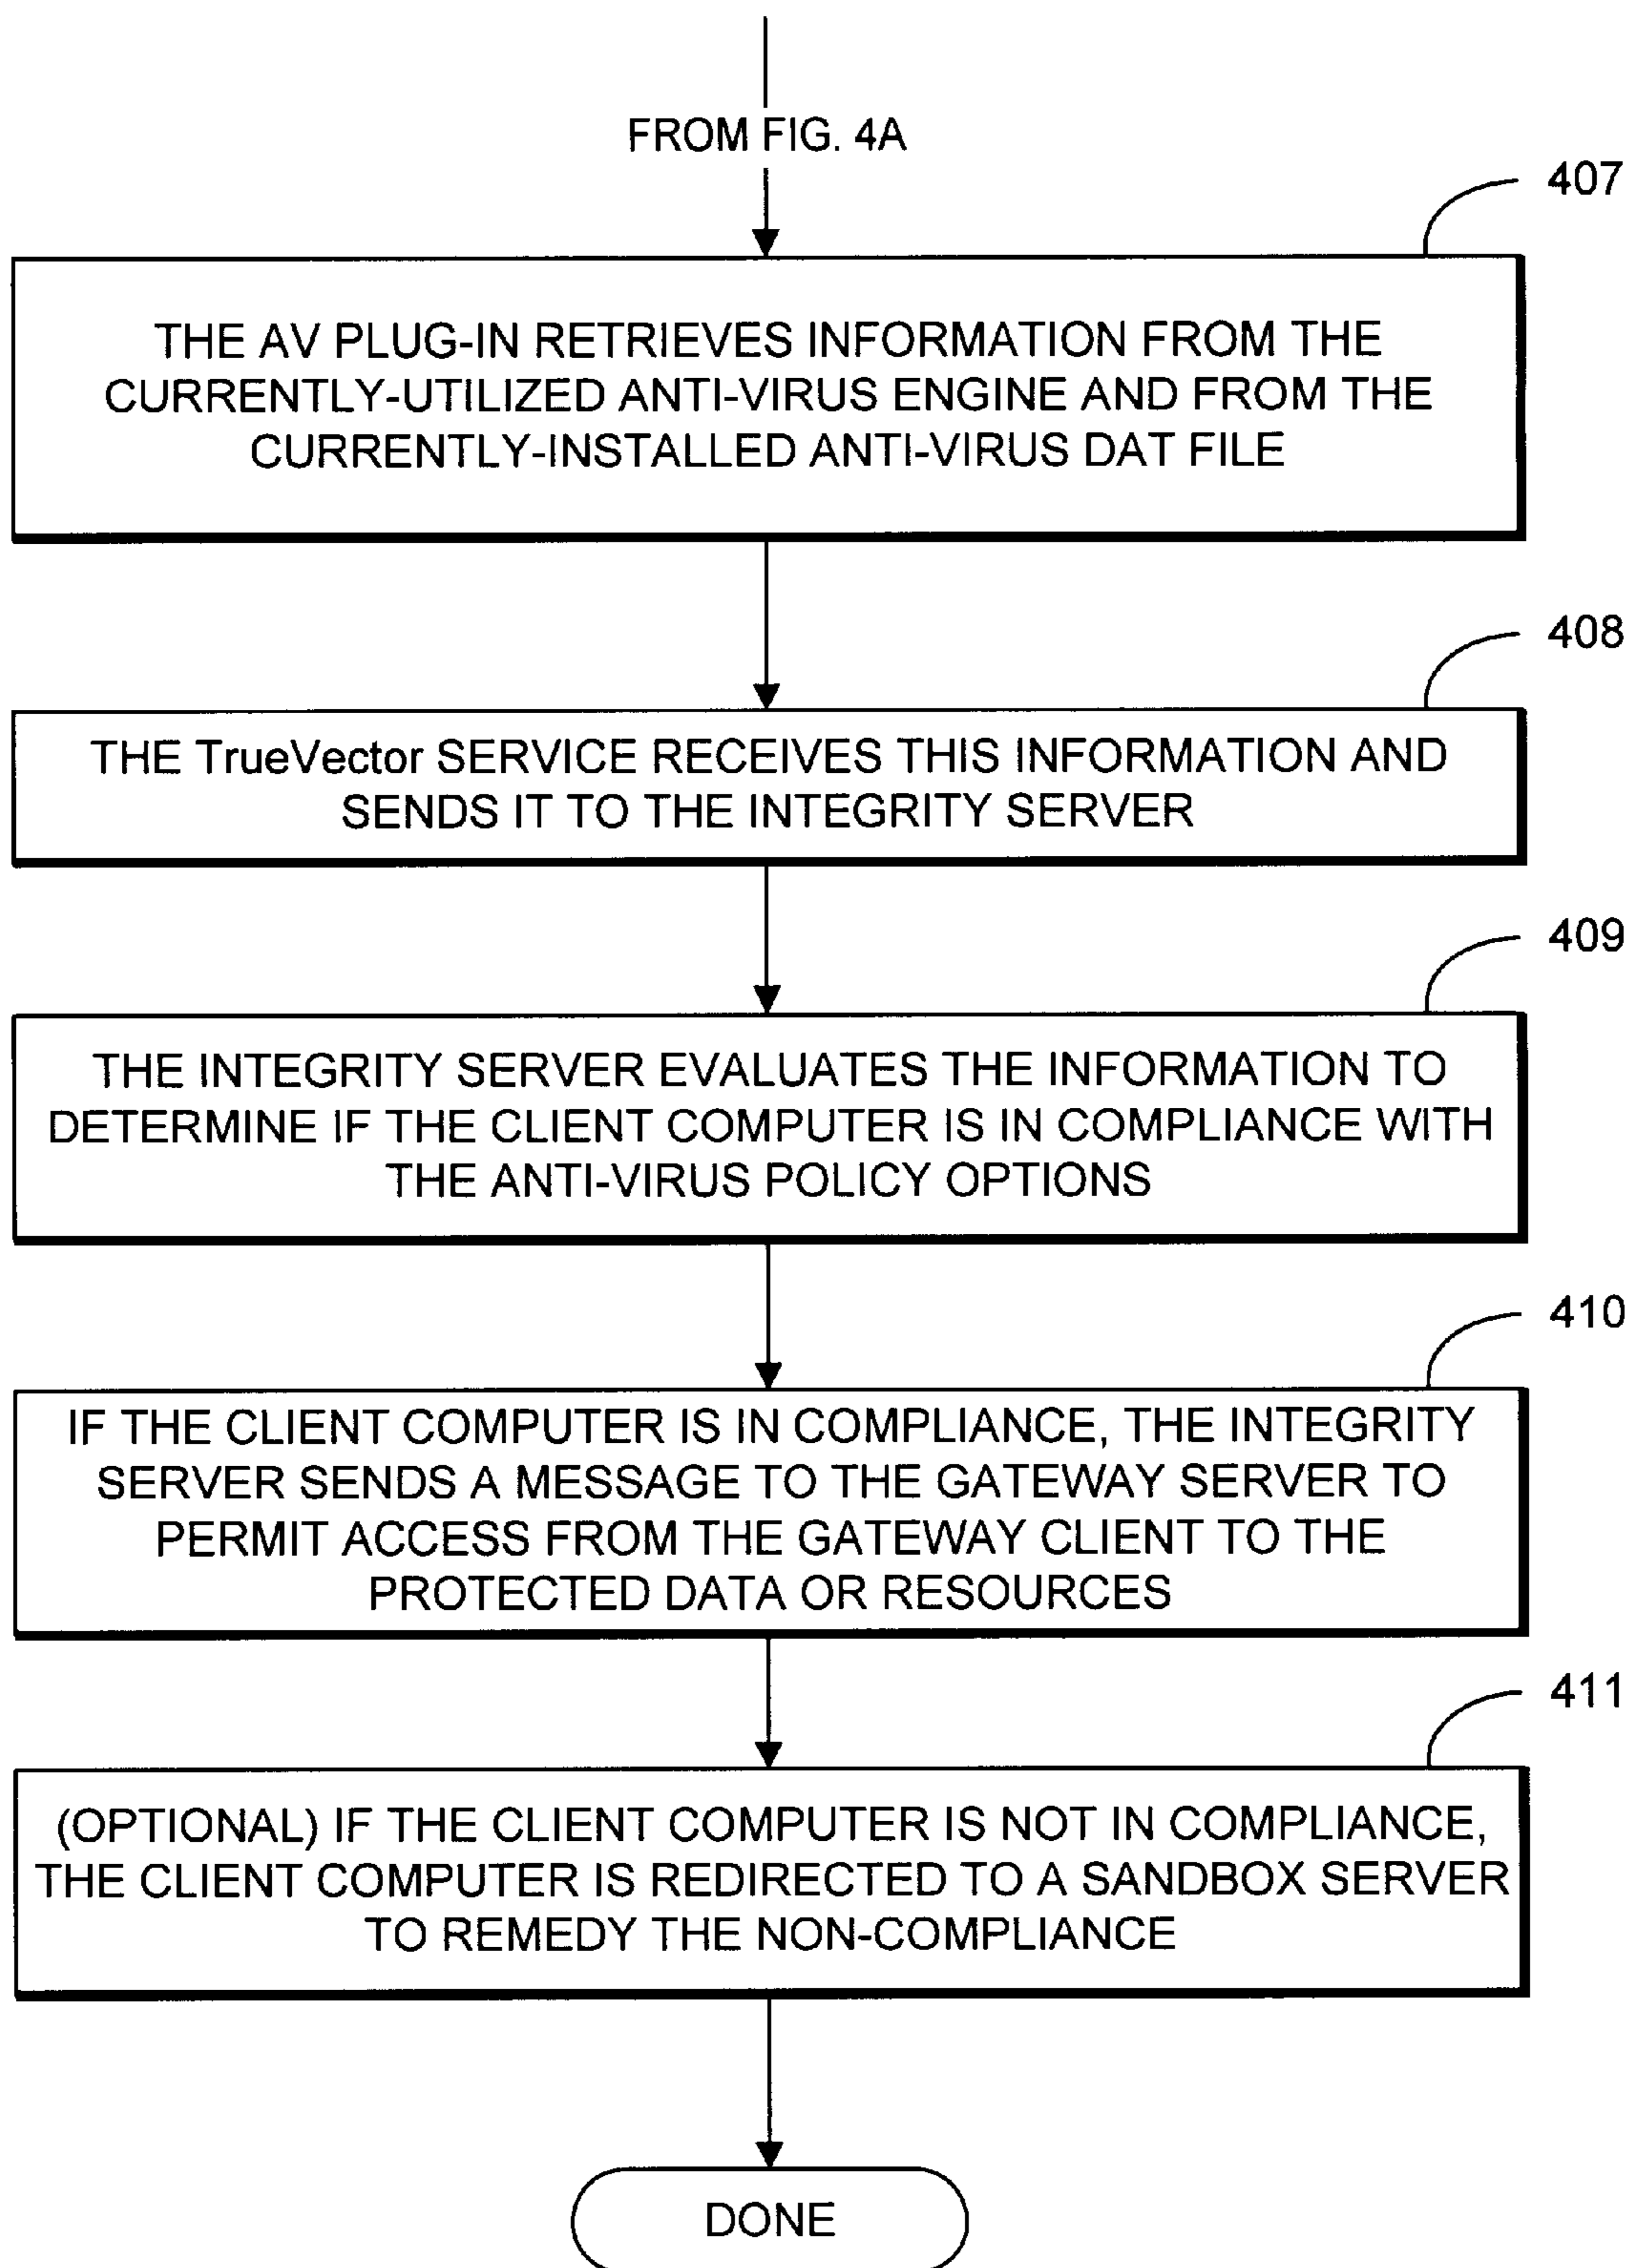 FROM FIG. 4A
407
THE AV PLUG-IN RETRIEVES INFORMATION FROM THE
CURRENTLY-UTILIZED ANTI-VIRUS ENGINE AND FROM THE
CURRENTLY-INSTALLED ANTI-VIRUS DAT FILE
408
THE TrueVector SERVICE RECEIVES THIS INFORMATION AND
SENDS IT TO THE INTEGRITY SERVER
409
THE INTEGRITY SERVER EVALUATES THE INFORMATION TO
DETERMINE IF THE CLIENT COMPUTER IS IN COMPLIANCE WITH
THE ANTI-VIRUS POLICY OPTIONS
410
IF THE CLIENT COMPUTER IS IN COMPLIANCE, THE INTEGRITY
SERVER SENDS A MESSAGE TO THE GATEWAY SERVER TO
PERMIT ACCESS FROM THE GATEWAY CLIENT TO THE
PROTECTED DATA OR RESOURCES
411
(OPTIONAL) IF THE CLIENT COMPUTER IS NOT IN COMPLIANCE,
THE CLIENT COMPUTER IS REDIRECTED TO A SANDBOX SERVER
TO REMEDY THE NON-COMPLIANCE
DONE